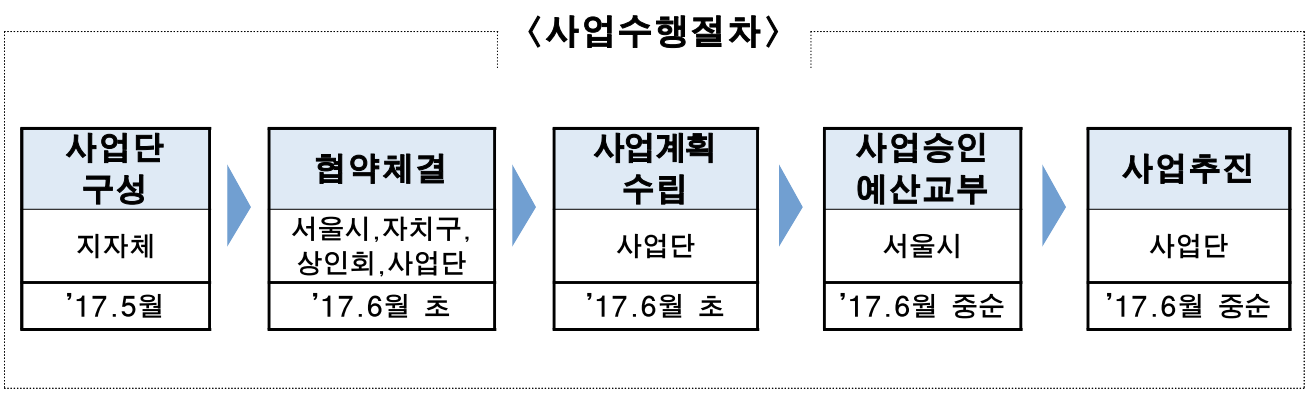 <사업수행절차>
사업단
구성
지자체
'17.5월
협약체결
서울시,자치구,
상인회,사업단
'17.6월 초
사업계획
수립
사업단
'17.6월 초
사업승인
예산교부
서울시
'17.6월 중순
사업추진
사업단
'17.6월 중순